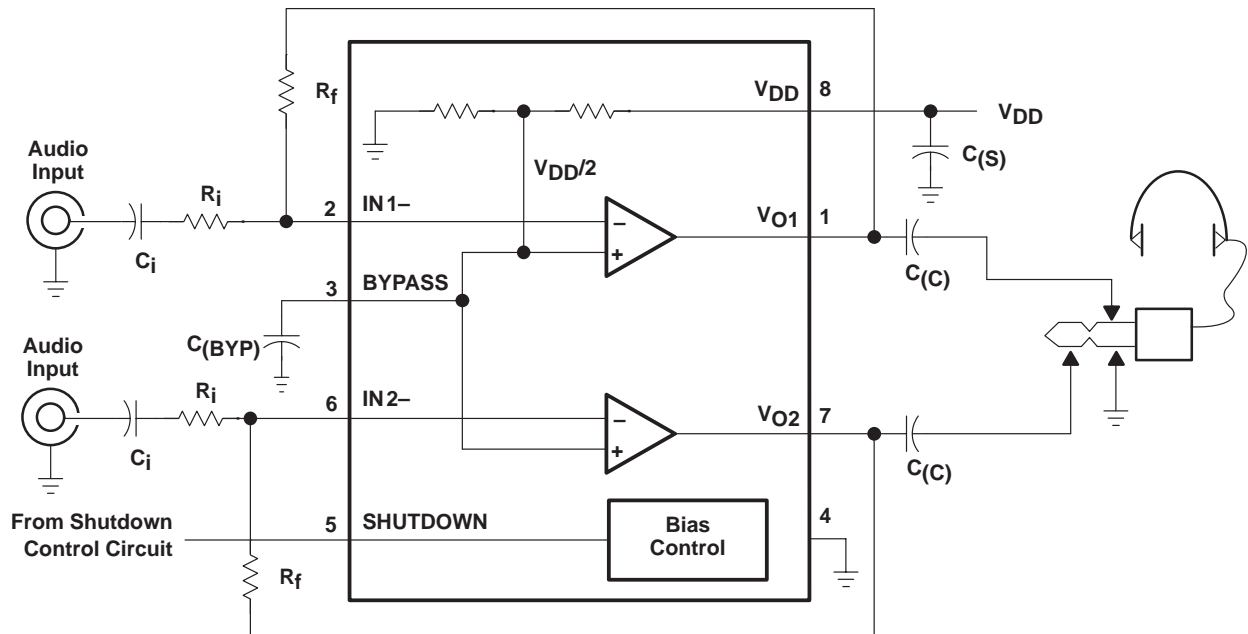 Rf
VDD
8
VDD
C(S)
VDD/2
Audio
Input
Ci
Ri
2
IN1–
–
+
VO1
1
C(C)
3
BYPASS
C(BYP)
Audio
Input
Ci
Ri
6
IN2–
–
+
VO2
7
C(C)
From Shutdown
Control Circuit
5
SHUTDOWN
Bias
Control
4
Rf